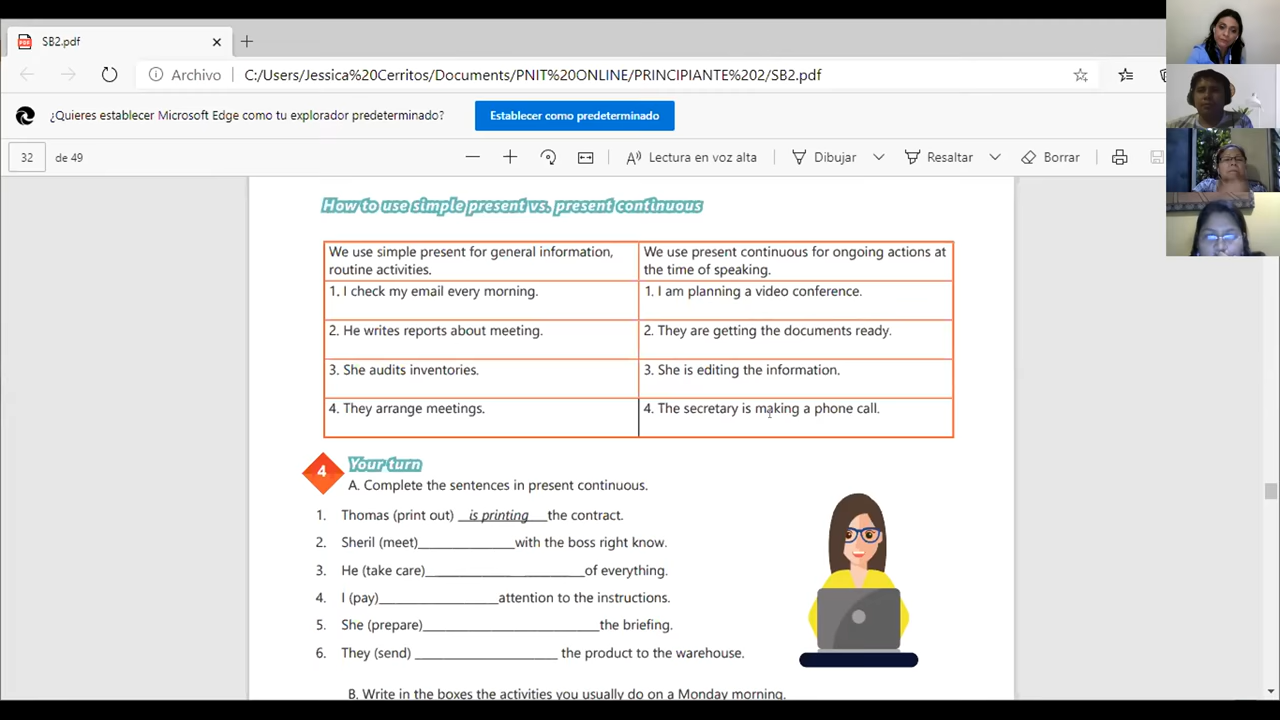 SB2.pdf
Archivo C:/Users/Jessica%20Cerritos/Documents/PNIT%20ONLINE/PRINCIPIANTE%202/SB2.pdf
¿Quieres establecer Microsoft Edge como tu explorador predeterminado? Establecer como predeterminado
32 de 49 Lectura en voz alta Dibujar Resaltar Borrar
How to use simple present vs. present continuous
We use simple present for general information,
routine activities.
We use present continuous for ongoing actions at
the time of speaking.
1. I check my email every morning. 1. I am planning a video conference.
2. He writes reports about meeting. 2. They are getting the documents ready.
3. She audits inventories. 3. She is editing the information.
4. They arrange meetings. 4. The secretary is making a phone call.
4 Your turn
A. Complete the sentences in present continuous.
1. Thomas (print out) __is printing___the contract.
2. Sheril (meet)______________with the boss right know.
3. He (take care)_______________________of everything.
4. I (pay)_________________attention to the instructions.
5. She (prepare)_________________________the briefing.
6. They (send) ____________________ the product to the warehouse.
B. Write in the boxes the activities you usually do on a Monday morning.